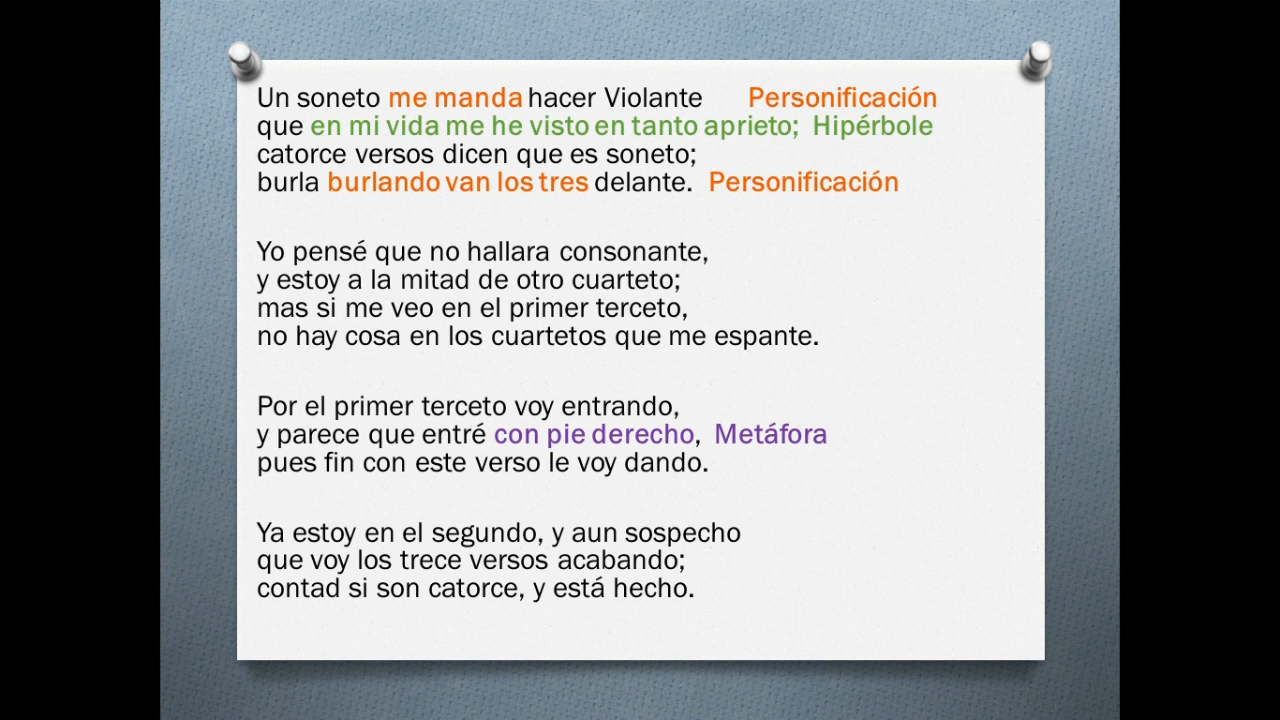 Un soneto me manda hacer Violante Personificación
que en mi vida me he visto en tanto aprieto; Hipérbole
catorce versos dicen que es soneto;
burla burlando van los tres delante. Personificación
Yo pensé que no hallara consonante,
y estoy a la mitad de otro cuarteto;
mas si me veo en el primer terceto,
no hay cosa en los cuartetos que me espante.
Por el primer terceto voy entrando,
y parece que entré con pie derecho, Metáfora
pues fin con este verso le voy dando.
Ya estoy en el segundo, y aun sospecho
que voy los trece versos acabando;
contad si son catorce, y está hecho.